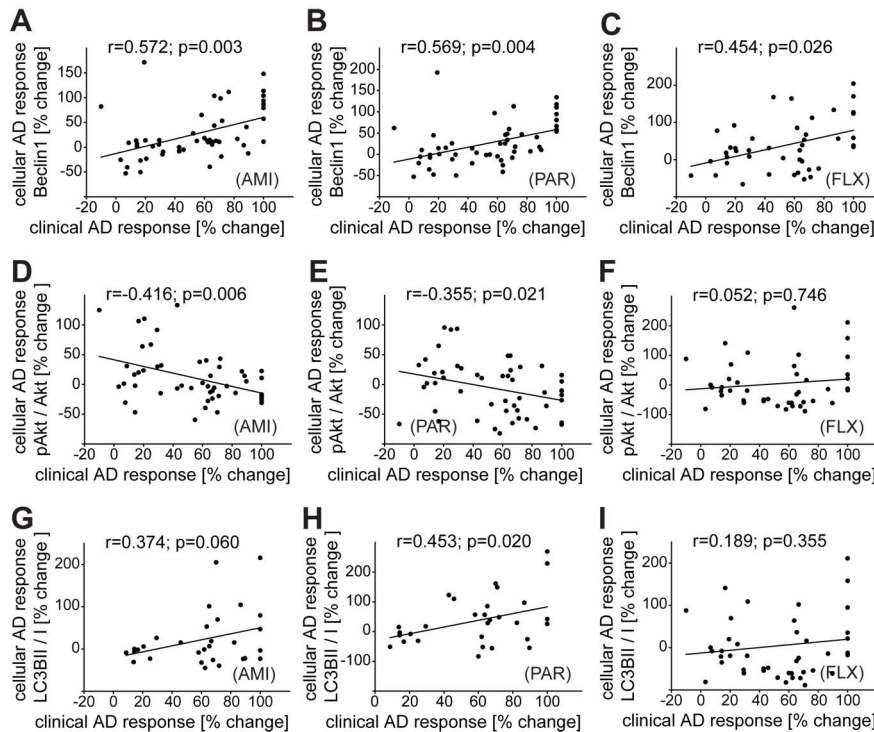 A
r=0.572; p=0.003
cellular AD response
Beclin1 [% change]
150
100
50
0
-50
(AMI)
-20 0 20 40 60 80 100
clinical AD response [% change]
B
r=0.569; p=0.004
cellular AD response
Beclin1 [% change]
200
150
100
50
0
-50
(PAR)
-20 0 20 40 60 80 100
clinical AD response [% change]
C
r=0.454; p=0.026
cellular AD response
Beclin1 [% change]
200
100
0
-100
(FLX)
-20 0 20 40 60 80 100
clinical AD response [% change]
D
r=-0.416; p=0.006
cellular AD response
pAkt / Akt [% change ]
100
50
0
-50
(AMI)
-20 0 20 40 60 80 100
clinical AD response [% change]
E
r=-0.355; p=0.021
cellular AD response
pAkt / Akt [% change ]
100
50
0
-50
(PAR)
-20 0 20 40 60 80 100
clinical AD response [% change]
F
r=0.052; p=0.746
cellular AD response
pAkt / Akt [% change ]
200
100
0
-100
(FLX)
-20 0 20 40 60 80 100
clinical AD response [% change]
G
r=0.374; p=0.060
cellular AD response
LC3BII / I [% change ]
200
100
0
(AMI)
-20 0 20 40 60 80 100
clinical AD response [% change]
H
r=0.453; p=0.020
cellular AD response
LC3BII / I [% change ]
300
200
100
0
-100
(PAR)
-20 0 20 40 60 80 100
clinical AD response [% change]
I
r=0.189; p=0.355
cellular AD response
LC3BII / I [% change ]
200
100
0
(FLX)
-20 0 20 40 60 80 100
clinical AD response [% change]